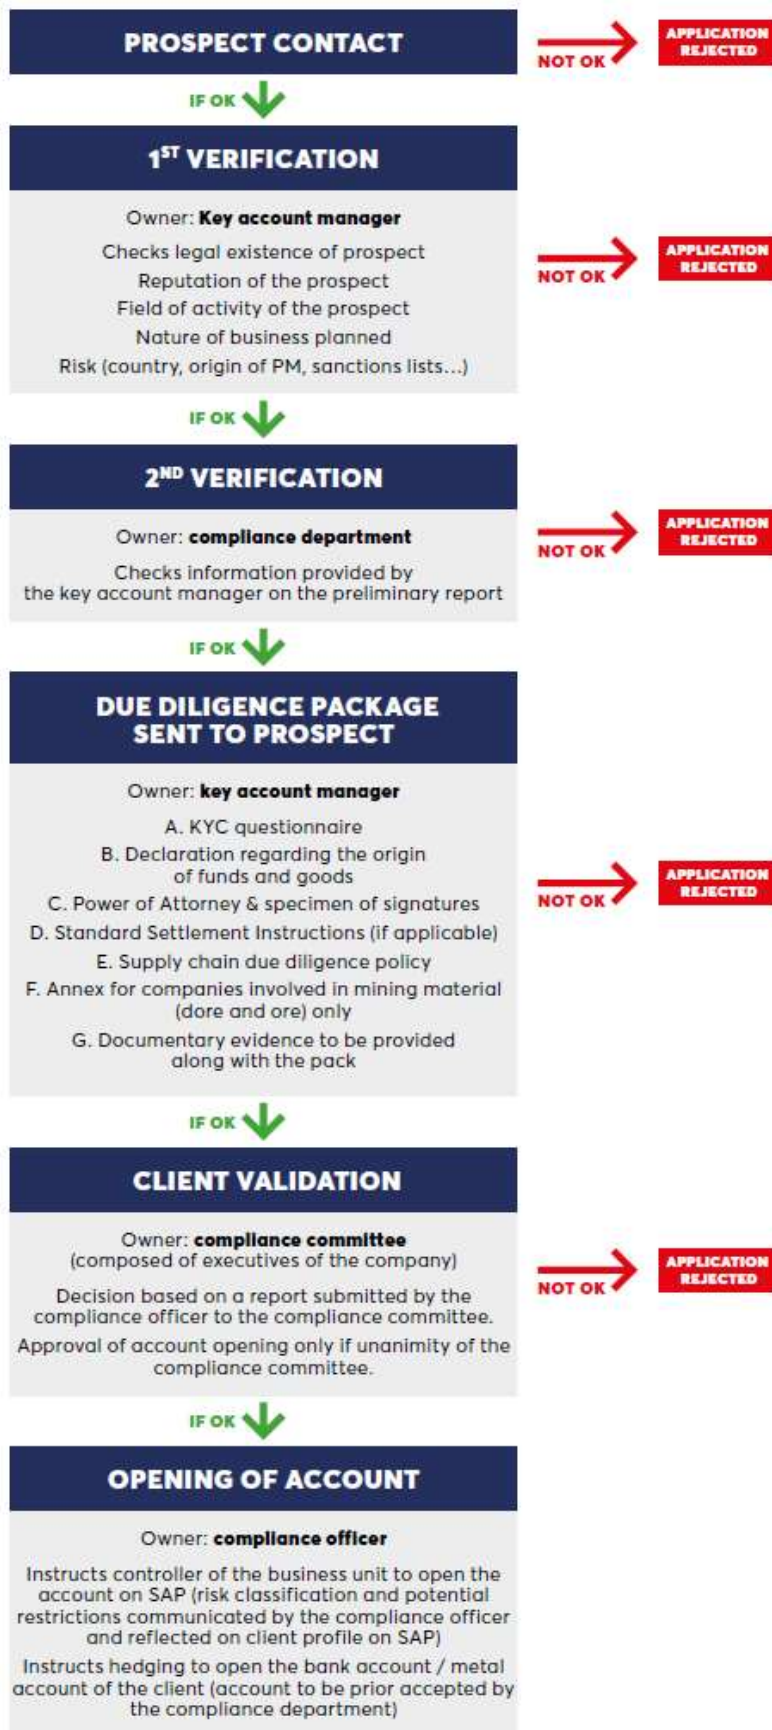 PROSPECT CONTACT
NOT OK
APPLICATION
REJECTED
IF OK
1ST VERIFICATION
Owner: Key account manager
Checks legal existence of prospect
Reputation of the prospect
Field of activity of the prospect
Nature of business planned
Risk (country, origin of PM, sanctions lists...)
NOT OK
APPLICATION
REJECTED
IF OK
2ND VERIFICATION
Owner: compliance department
Checks information provided by
the key account manager on the preliminary report
NOT OK
APPLICATION
REJECTED
IF OK
DUE DILIGENCE PACKAGE
SENT TO PROSPECT
Owner: key account manager
A. KYC questionnaire
B. Declaration regarding the origin
of funds and goods
C. Power of Attorney & specimen of signatures
D. Standard Settlement Instructions (if applicable)
E. Supply chain due diligence policy
F. Annex for companies involved in mining material
(dore and ore) only
G. Documentary evidence to be provided
along with the pack
NOT OK
APPLICATION
REJECTED
IF OK
CLIENT VALIDATION
Owner: compliance committee
(composed of executives of the company)
Decision based on a report submitted by the
compliance officer to the compliance committee.
Approval of account opening only if unanimity of the
compliance committee.
NOT OK
APPLICATION
REJECTED
IF OK
OPENING OF ACCOUNT
Owner: compliance officer
Instructs controller of the business unit to open the
account on SAP (risk classification and potential
restrictions communicated by the compliance officer
and reflected on client profile on SAP)
Instructs hedging to open the bank account / metal
account of the client (account to be prior accepted by
the compliance department)